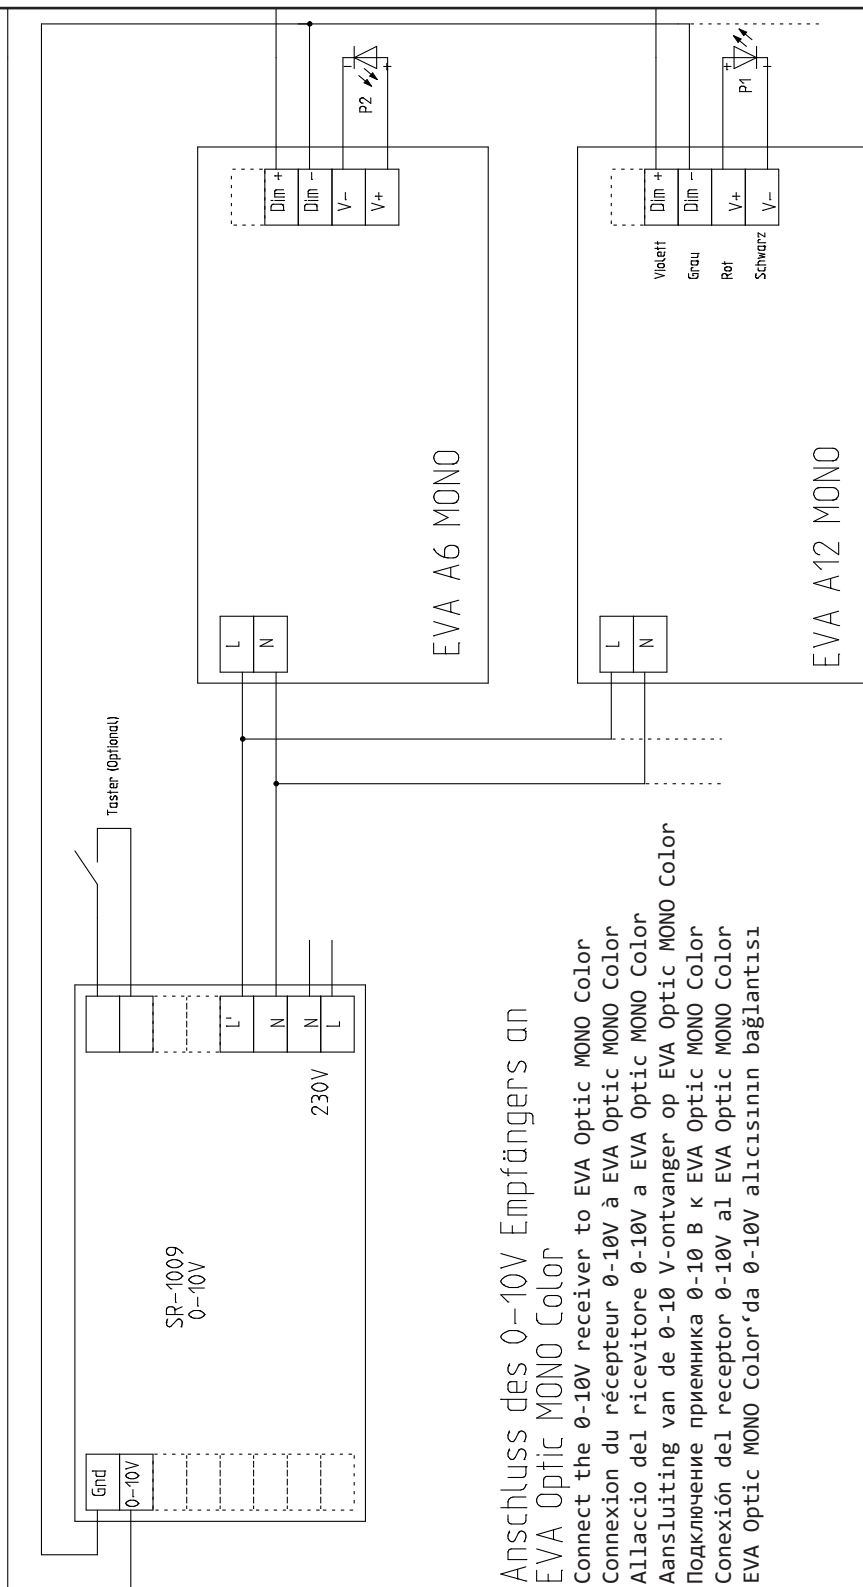 Anschluss des 0-10V Empfängers an
EVA Optic MONO Color
Connect the 0-10V receiver to EVA Optic MONO Color
Connexion du récepteur 0-10V à EVA Optic MONO Color
Allaccio del ricevitore 0-10V a EVA Optic MONO Color
Aansluiting van de 0-10 V-ontvanger op EVA Optic MONO Color
Подключение приемника 0-10 В к EVA Optic MONO Color
Conexión del receptor 0-10V al EVA Optic MONO Color
EVA Optic MONO Color‘da 0-10V alıcısının bağlantısı
SR-1009
0-10V
Gnd
0-10V
L'
N
N
L
230V
Taster (Optional)
EVA A6 MONO
L
N
Dim +
Dim -
V-
V+
-
+
P2
EVA A12 MONO
L
N
Violett
Dim +
Grau
Dim -
Rot
V+
Schwarz
V-
+
-
P1